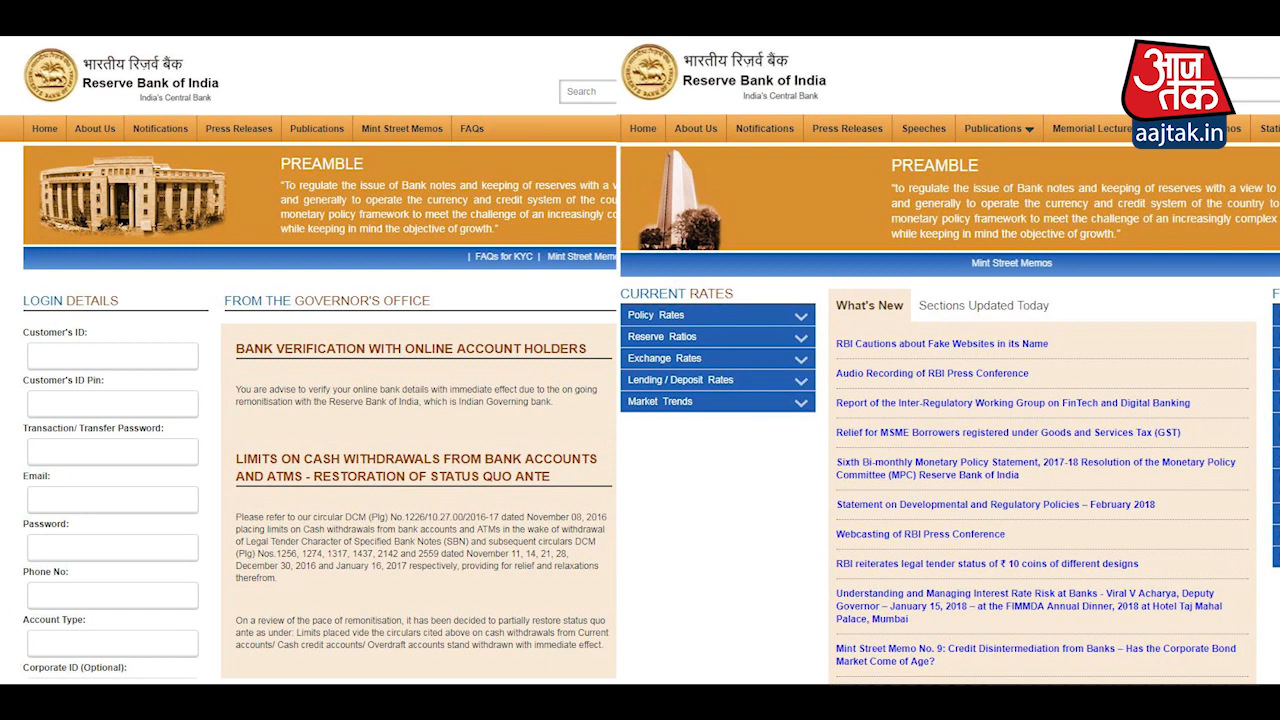 भारतीय रिज़र्व बैंक
Reserve Bank of India
India's Central Bank
Search
Home
About Us
Notifications
Press Releases
Publications
Mint Street Memos
FAQs
PREAMBLE
"To regulate the issue of Bank notes and keeping of reserves with a v
and generally to operate the currency and credit system of the cou
monetary policy framework to meet the challenge of an increasingly co
while keeping in mind the objective of growth."
| FAQs for KYC | Mint Street Mem
LOGIN DETAILS
Customer's ID:
Customer's ID Pin:
Transaction/ Transfer Password:
Email:
Password:
Phone No:
Account Type:
Corporate ID (Optional):
FROM THE GOVERNOR'S OFFICE
BANK VERIFICATION WITH ONLINE ACCOUNT HOLDERS
You are advise to verify your online bank details with immediate effect due to the on going
remonitisation with the Reserve Bank of India, which is Indian Governing bank.
LIMITS ON CASH WITHDRAWALS FROM BANK ACCOUNTS
AND ATMS - RESTORATION OF STATUS QUO ANTE
Please refer to our circular DCM (Plg) No.1226/10.27.00/2016-17 dated November 08, 2016
placing limits on Cash withdrawals from bank accounts and ATMs in the wake of withdrawal
of Legal Tender Character of Specified Bank Notes (SBN) and subsequent circulars DCM
(Plg) Nos.1256, 1274, 1317, 1437, 2142 and 2559 dated November 11, 14, 21, 28,
December 30, 2016 and January 16, 2017 respectively, providing for relief and relaxations
therefrom.
On a review of the pace of remonitisation, it has been decided to partially restore status quo
ante as under: Limits placed vide the circulars cited above on cash withdrawals from Current
accounts/ Cash credit accounts/ Overdraft accounts stand withdrawn with immediate effect.
भारतीय रिज़र्व बैंक
Reserve Bank of India
India's Central Bank
आज
तक
aajtak.in
Home
About Us
Notifications
Press Releases
Speeches
Publications
Memorial Lecture
mos
Stati
PREAMBLE
"to regulate the issue of Bank notes and keeping of reserves with a view to
and generally to operate the currency and credit system of the country to
monetary policy framework to meet the challenge of an increasingly complex
while keeping in mind the objective of growth."
Mint Street Memos
CURRENT RATES
Policy Rates
Reserve Ratios
Exchange Rates
Lending / Deposit Rates
Market Trends
What's New
Sections Updated Today
RBI Cautions about Fake Websites in its Name
Audio Recording of RBI Press Conference
Report of the Inter-Regulatory Working Group on FinTech and Digital Banking
Relief for MSME Borrowers registered under Goods and Services Tax (GST)
Sixth Bi-monthly Monetary Policy Statement, 2017-18 Resolution of the Monetary Policy
Committee (MPC) Reserve Bank of India
Statement on Developmental and Regulatory Policies – February 2018
Webcasting of RBI Press Conference
RBI reiterates legal tender status of ₹ 10 coins of different designs
Understanding and Managing Interest Rate Risk at Banks - Viral V Acharya, Deputy
Governor – January 15, 2018 – at the FIMMDA Annual Dinner, 2018 at Hotel Taj Mahal
Palace, Mumbai
Mint Street Memo No. 9: Credit Disintermediation from Banks – Has the Corporate Bond
Market Come of Age?
F